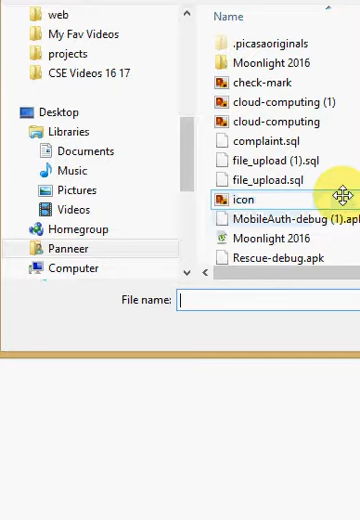 web
My Fav Videos
projects
CSE Videos 16 17
Desktop
Libraries
Documents
Music
Pictures
Videos
Homegroup
Panneer
Computer
Name
.picasaoriginals
Moonlight 2016
check-mark
cloud-computing (1)
cloud-computing
complaint.sql
file_upload (1).sql
file_upload.sql
icon
MobileAuth-debug (1).apk
Moonlight 2016
Rescue-debug.apk
File name: